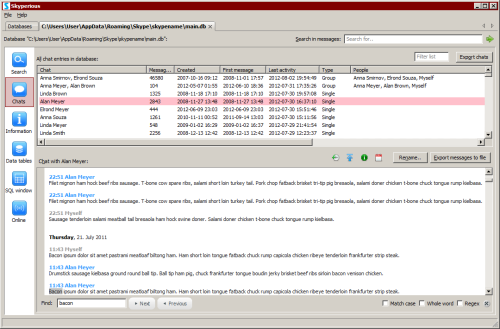 Skyperious
File Help
Databases C:\Users\User\AppData\Roaming\Skype\skypename\main.db
Database "C:\Users\User\AppData\Roaming\Skype\skypename\main.db": Search in messages: Search for...
All chat entries in database: Filter list Export chats
Chat Messag... Created First message Last activity Type People
Anna Smirnov, Elrond Souza 46580 2007-10-16 09:12 2008-11-01 17:57 2012-08-02 19:54:49 Group Anna Smirnov, Elrond Souza, Myself
Anna Meyer, Alan Brown 104 2012-05-07 01:55 2012-06-10 18:36 2012-07-31 17:35:26 Group Anna Meyer, Alan Brown, Myself
Elrond Brown 1325 2008-11-18 17:10 2008-11-18 17:10 2012-07-30 19:57:08 Single
Alan Meyer 2843 2008-11-27 13:48 2008-11-27 13:48 2012-07-30 16:37:10 Single
Elrond Meyer 444 2012-06-09 23:03 2012-06-09 23:03 2012-07-30 15:11:46 Single
Anna Souza 1261 2010-11-11 00:52 2011-09-14 13:03 2012-07-30 15:11:56 Single
Linda Meyer 548 2009-01-02 16:29 2009-01-02 16:37 2012-07-29 21:41:54 Single
Linda Smith 2256 2008-12-13 12:42 2008-12-13 12:42 2012-07-29 12:23:37 Single
Search
Chats
Information
Data tables
SQL window
Online
Chat with Alan Meyer: Rename... Export messages to file
22:51 Alan Meyer
Filet mignon ham hock beef ribs sausage. T-bone cow spare ribs, salami short loin turkey tail. Pork chop fatback brisket tri-tip pig bresaola, salami doner chicken t-bone chuck tongue rump kielbasa.
22:51 Alan Meyer
Filet mignon ham hock beef ribs sausage. T-bone cow spare ribs, salami short loin turkey tail. Pork chop fatback brisket tri-tip pig bresaola, salami doner chicken t-bone chuck tongue rump kielbasa.
22:51 Myself
Sausage tenderloin salami meatball tail bresaola ham hock swine doner. Salami doner chicken t-bone chuck tongue rump kielbasa.
Thursday, 21. July 2011
11:43 Myself
Bacon ipsum dolor sit amet pastrami meatloaf biltong ham. Ham short loin tongue fatback chuck rump capicola chicken ribeye tenderloin frankfurter strip steak.
11:43 Alan Meyer
Drumstick sausage kielbasa ground round ball tip. Ball tip ham pig, chuck frankfurter tongue boudin jerky brisket beef ribs sirloin bacon venison chicken.
11:43 Alan Meyer
Bacon ipsum dolor sit amet pastrami meatloaf biltong ham. Ham short loin tongue fatback chuck rump capicola chicken ribeye tenderloin frankfurter strip steak.
Find: bacon Next Previous Match case Whole word Regex X